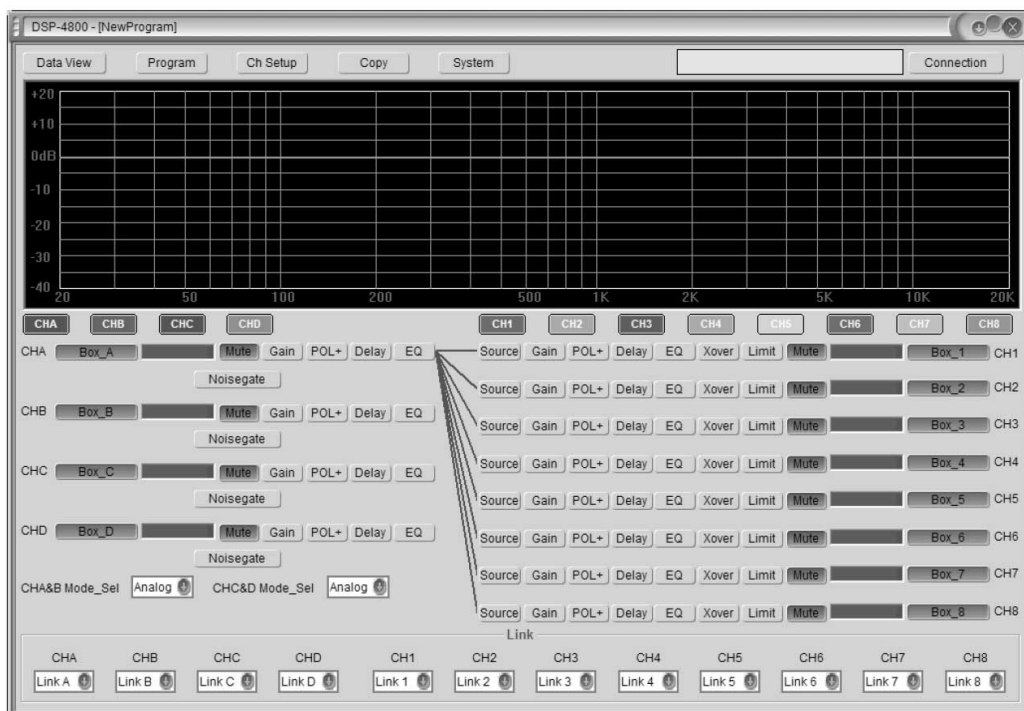 DSP-4800 - [NewProgram]
Data View Program Ch Setup Copy System Connection
+20
+10
0dB
-10
-20
-30
-40
20 50 100 200 500 1K 2K 5K 10K 20K
CHA CHB CHC CHD CH1 CH2 CH3 CH4 CH5 CH6 CH7 CH8
CHA Box_A Mute Gain POL+ Delay EQ Source Gain POL+ Delay EQ Xover Limit Mute Box_1 CH1
Noisegate
Source Gain POL+ Delay EQ Xover Limit Mute Box_2 CH2
CHB Box_B Mute Gain POL+ Delay EQ
Source Gain POL+ Delay EQ Xover Limit Mute Box_3 CH3
Noisegate
CHC Box_C Mute Gain POL+ Delay EQ Source Gain POL+ Delay EQ Xover Limit Mute Box_4 CH4
Noisegate
Source Gain POL+ Delay EQ Xover Limit Mute Box_5 CH5
CHD Box_D Mute Gain POL+ Delay EQ Source Gain POL+ Delay EQ Xover Limit Mute Box_6 CH6
Noisegate
Source Gain POL+ Delay EQ Xover Limit Mute Box_7 CH7
CHA&B Mode_Sel Analog CHC&D Mode_Sel Analog
Source Gain POL+ Delay EQ Xover Limit Mute Box_8 CH8
Link
CHA CHB CHC CHD CH1 CH2 CH3 CH4 CH5 CH6 CH7 CH8
Link A Link B Link C Link D Link 1 Link 2 Link 3 Link 4 Link 5 Link 6 Link 7 Link 8